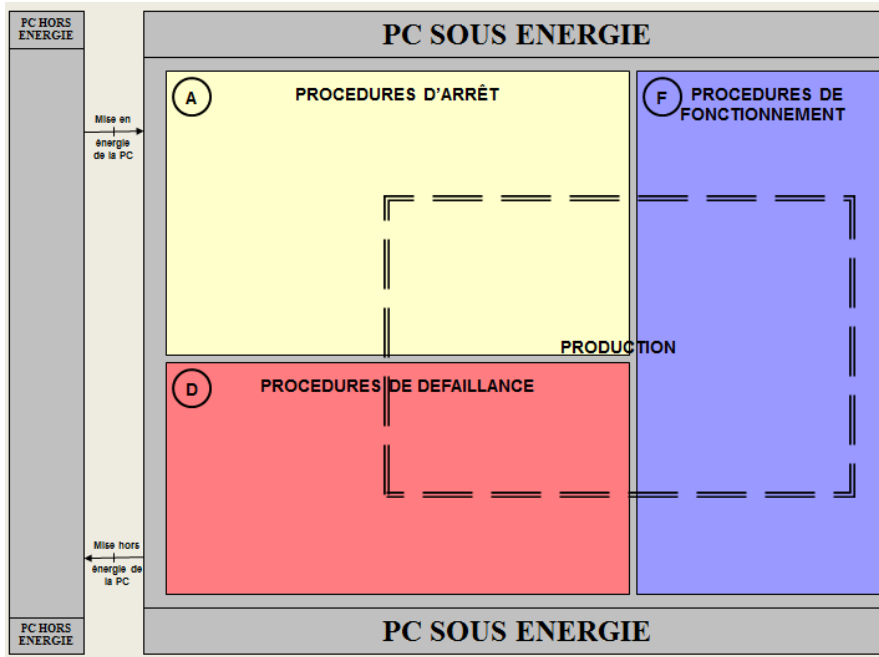 PC HORS
ENERGIE
PC SOUS ENERGIE
A
PROCEDURES D'ARRÊT
F
PROCEDURES DE
FONCTIONNEMENT
Mise en
énergie
de la PC
PRODUCTION
D
PROCEDURES DE DEFAILLANCE
Mise hors
énergie de
la PC
PC HORS
ENERGIE
PC SOUS ENERGIE